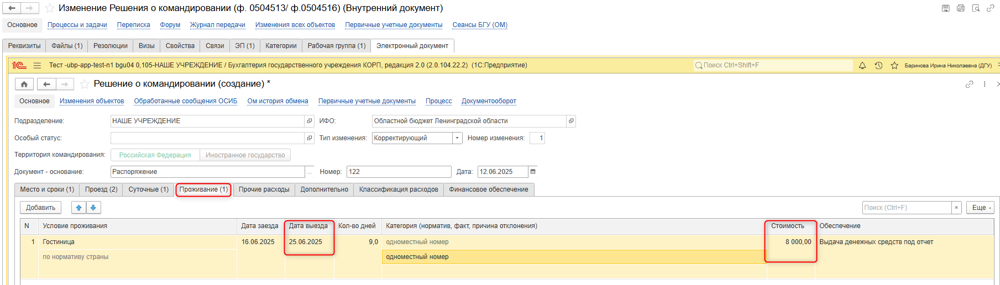 Изменение Решения о командировании (ф. 0504513/ ф.0504516) (Внутренний документ)
Основное Процессы и задачи Переписка Форум Журнал передачи Изменения всех объектов Первичные учетные документы Сеансы БГУ (ОМ)
Реквизиты Файлы (1) Резолюции Визы Свойства Связи ЭП (1) Категории Рабочая группа (1) Электронный документ
1С Тест -ubp-app-test-n1 bgu04 0,105-НАШЕ УЧРЕЖДЕНИЕ / Бухгалтерия государственного учреждения КОРП, редакция 2.0 (2.0.104.22.2) (1С:Предприятие) Поиск Ctrl+Shift+F Баринова Ирина Николаевна (ДГУ)
Решение о командировании (создание) *
Основное Изменения объектов Обработанные сообщения ОСИБ Ом история обмена Первичные учетные документы Процесс Документооборот
Подразделение: НАШЕ УЧРЕЖДЕНИЕ ИФО: Областной бюджет Ленинградской области
Особый статус: Тип изменения: Корректирующий Номер изменения: 1
Территория командирования: Российская Федерация Иностранное государство
Документ - основание: Распоряжение ... Номер: 122 Дата: 12.06.2025
Место и сроки (1) Проезд (2) Суточные (1) Проживание (1) Прочие расходы Дополнительно Классификация расходов Финансовое обеспечение
Добавить Поиск (Ctrl+F) × Еще
N Условие проживания Дата заезда Дата выезда Кол-во дней Категория (норматив, факт, причина отклонения) Стоимость Обеспечение
1 Гостиница 16.06.2025 25.06.2025 9,0 одноместный номер 8 000,00 Выдача денежных средств под отчет
по нормативу страны одноместный номер